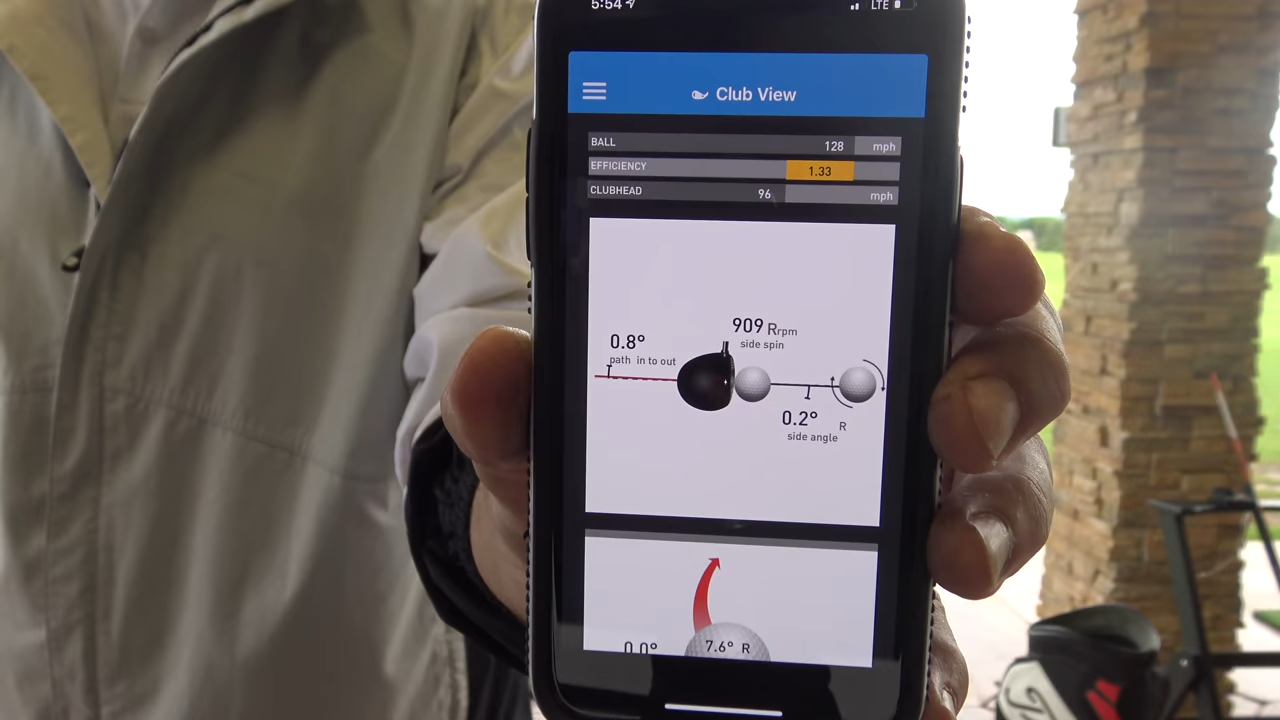 5:54 LTE
Club View
BALL 128 mph
EFFICIENCY 1.33
CLUBHEAD 96 mph
909 Rrpm
side spin
0.8°
path in to out
0.2° R
side angle
0.0° 7.6° R